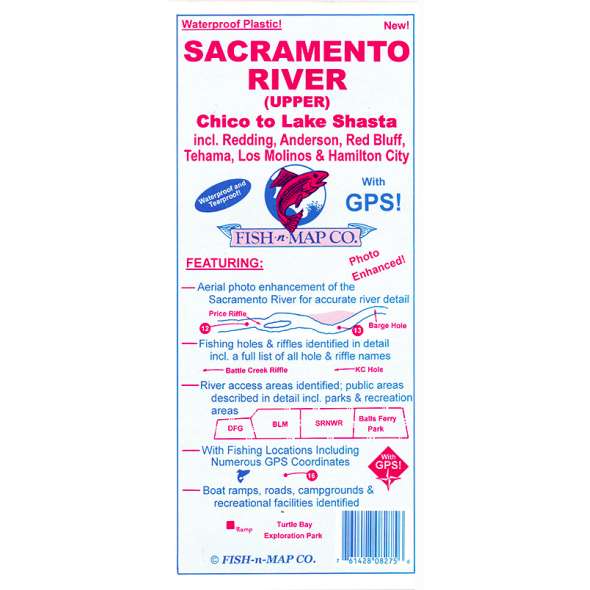 Waterproof Plastic!
New!
SACRAMENTO
RIVER
(UPPER)
Chico to Lake Shasta
incl. Redding, Anderson, Red Bluff,
Tehama, Los Molinos & Hamilton City
Waterproof and
Tearproof!
With
GPS!
FISH-n-MAP CO.
Photo
Enhanced!
FEATURING:
— Aerial photo enhancement of the
Sacramento River for accurate river detail
Price Riffle
12
13
Barge Hole
— Fishing holes & riffles identified in detail
incl. a full list of all hole & riffle names
Battle Creek Riffle
KC Hole
— River access areas identified; public areas
described in detail incl. parks & recreation
areas
DFG
BLM
SRNWR
Balls Ferry
Park
— With Fishing Locations Including
Numerous GPS Coordinates
16
With
GPS!
— Boat ramps, roads, campgrounds &
recreational facilities identified
Ramp
Turtle Bay
Exploration Park
© FISH-n-MAP CO.
7 61428 08275 6